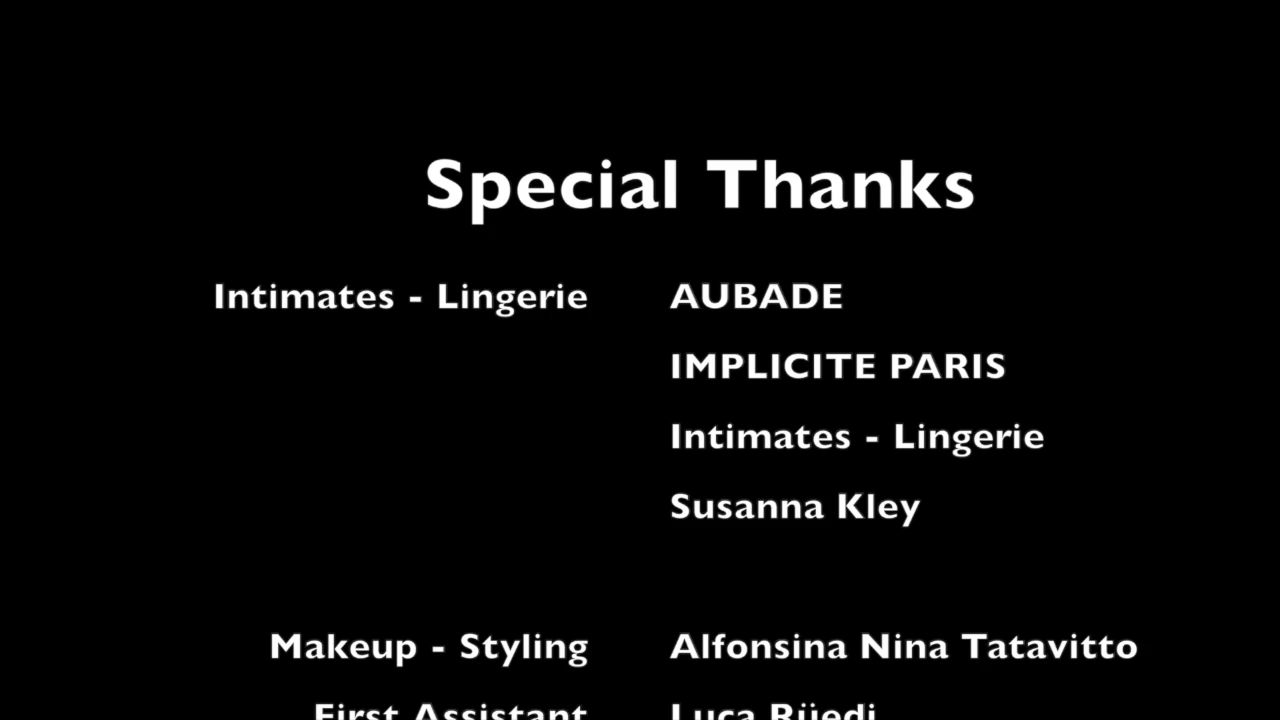 Special Thanks
Intimates - Lingerie AUBADE
IMPLICITE PARIS
Intimates - Lingerie
Susanna Kley
Makeup - Styling Alfonsina Nina Tatavitto
First Assistant Luca Rüedi